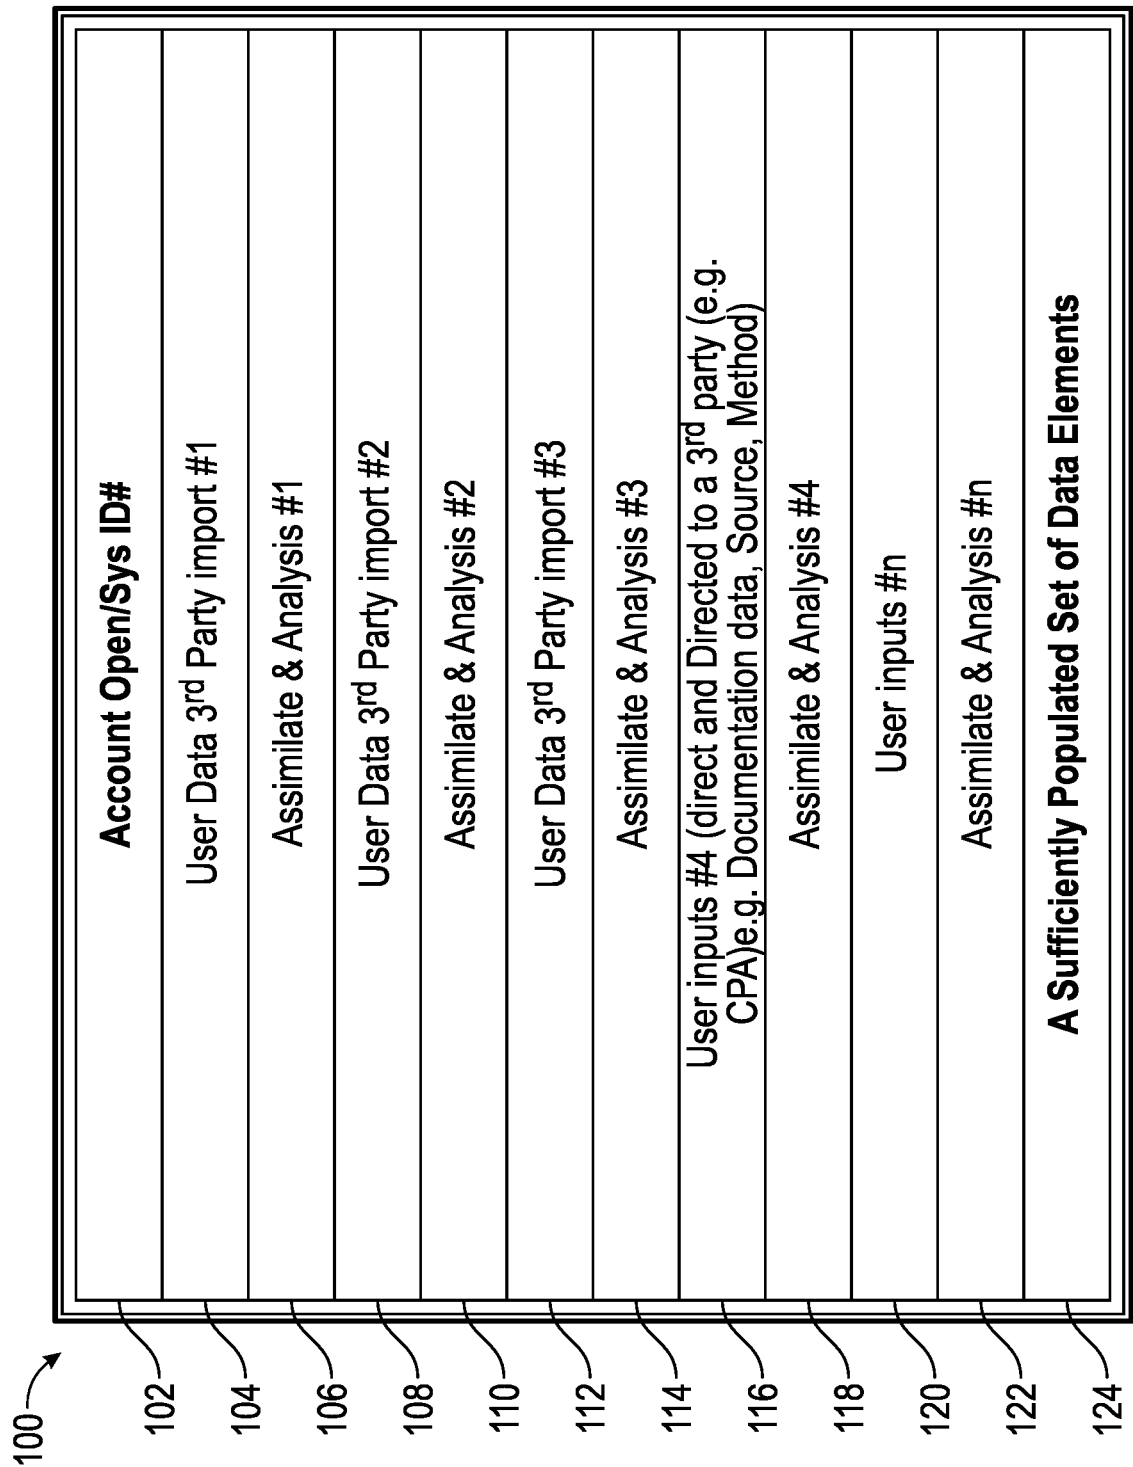 100
102 Account Open/Sys ID#
104 User Data 3rd Party import #1
106 Assimilate & Analysis #1
108 User Data 3rd Party import #2
110 Assimilate & Analysis #2
112 User Data 3rd Party import #3
114 Assimilate & Analysis #3
116 User inputs #4 (direct and Directed to a 3rd party (e.g.
CPA)e.g. Documentation data, Source, Method)
118 Assimilate & Analysis #4
120 User inputs #n
122 Assimilate & Analysis #n
124 A Sufficiently Populated Set of Data Elements